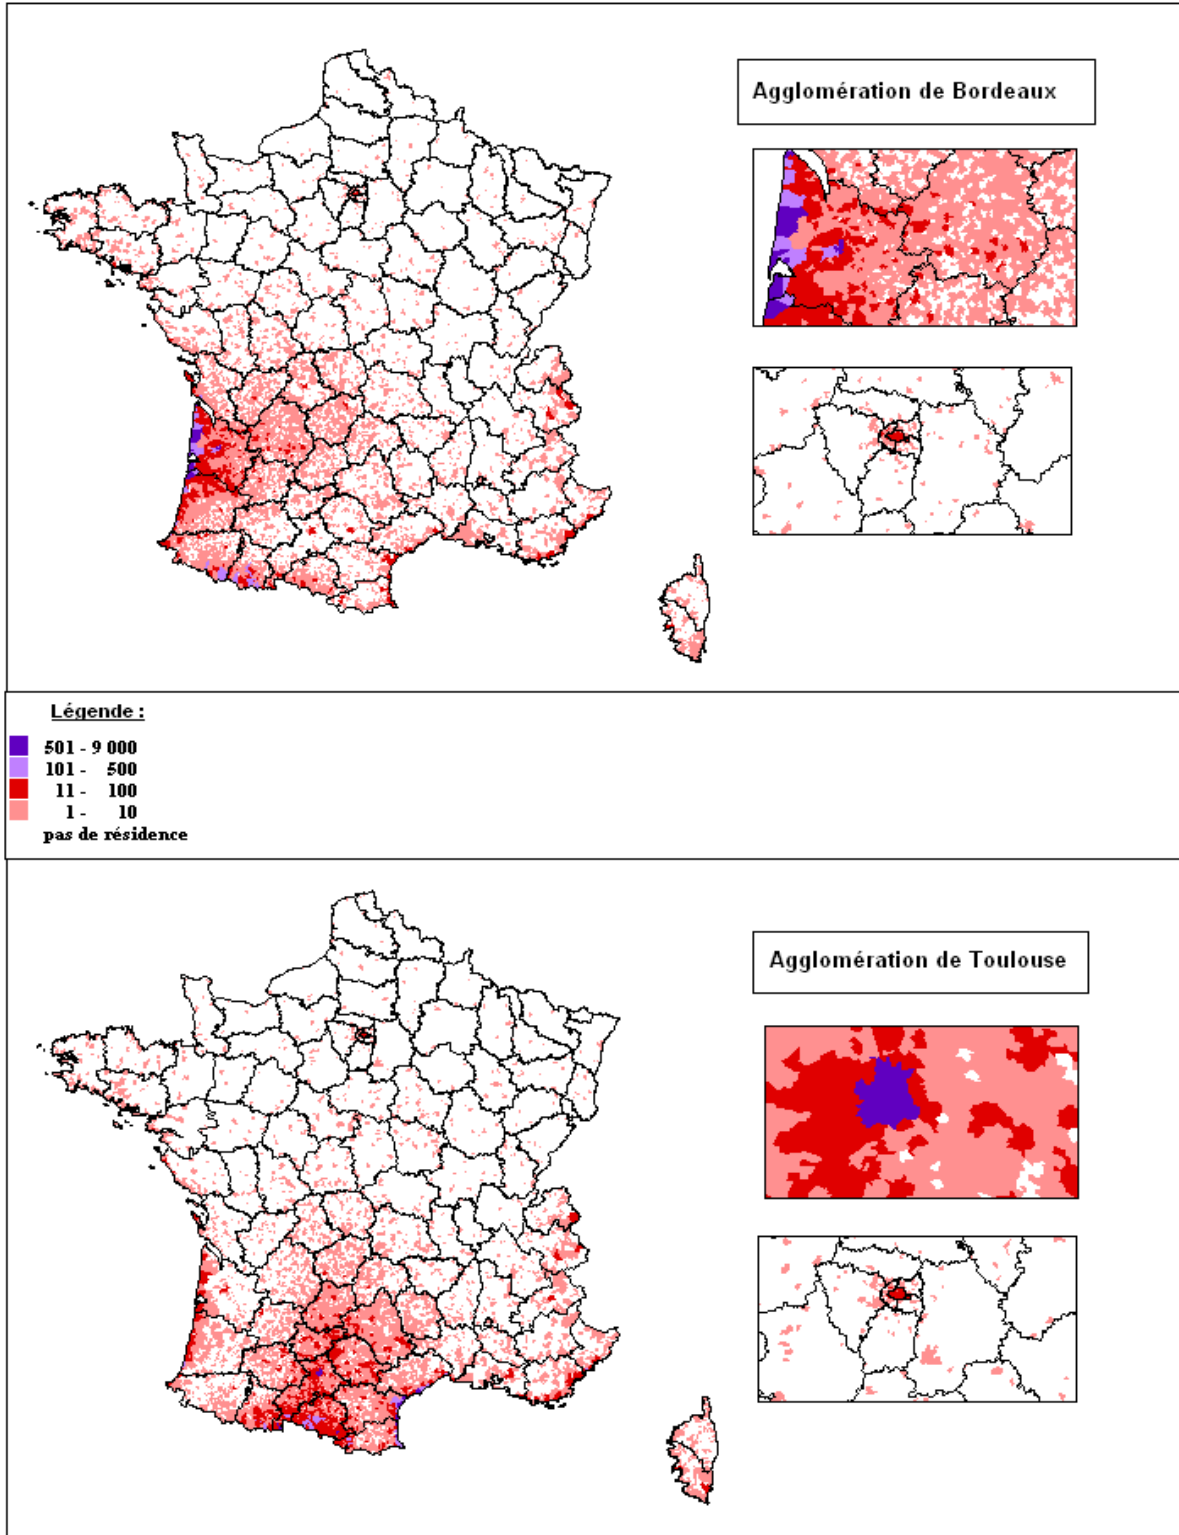 Agglomération de Bordeaux
Légende :
501 - 9 000
101 - 500
11 - 100
1 - 10
pas de résidence
Agglomération de Toulouse